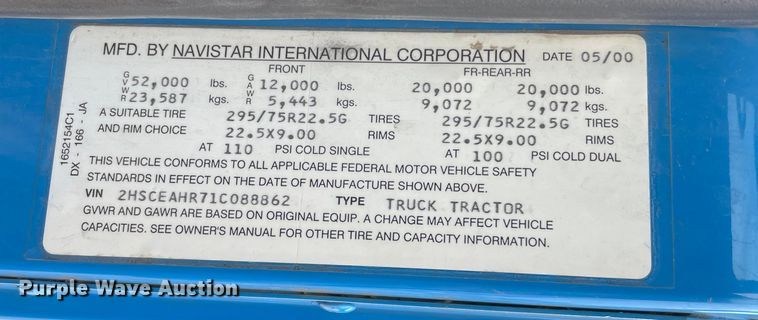 MFD. BY NAVISTAR INTERNATIONAL CORPORATION DATE 05/00
FRONT FR-REAR-RR
GVWR 52,000 lbs. GAWR 12,000 lbs. 20,000 20,000 lbs.
23,587 kgs. 5,443 kgs. 9,072 9,072 kgs.
A SUITABLE TIRE 295/75R22.5G TIRES 295/75R22.5G TIRES
AND RIM CHOICE 22.5X9.00 RIMS 22.5X9.00 RIMS
AT 110 PSI COLD SINGLE AT 100 PSI COLD DUAL
THIS VEHICLE CONFORMS TO ALL APPLICABLE FEDERAL MOTOR VEHICLE SAFETY
STANDARDS IN EFFECT ON THE DATE OF MANUFACTURE SHOWN ABOVE.
VIN 2HSCEAHR71C088862 TYPE TRUCK TRACTOR
GVWR AND GAWR ARE BASED ON ORIGINAL EQUIP. A CHANGE MAY AFFECT VEHICLE
CAPACITIES. SEE OWNER'S MANUAL FOR OTHER TIRE AND CAPACITY INFORMATION.
1652154C1
DX - 166 - JA
Purple Wave Auction